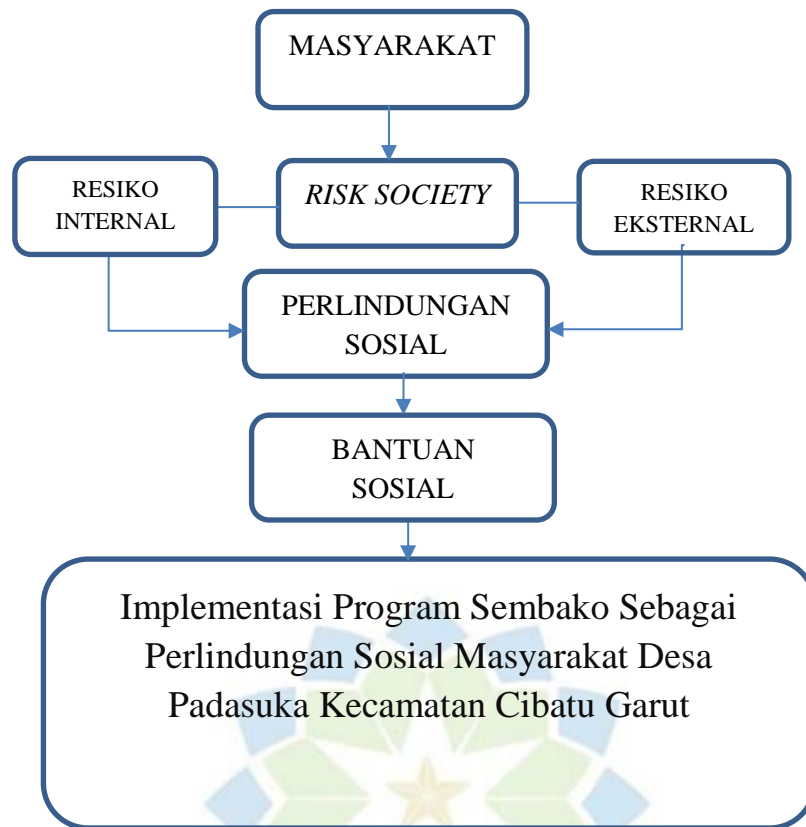 MASYARAKAT
RISK SOCIETY
RESIKO
INTERNAL
RESIKO
EKSTERNAL
PERLINDUNGAN
SOSIAL
BANTUAN
SOSIAL
Implementasi Program Sembako Sebagai
Perlindungan Sosial Masyarakat Desa
Padasuka Kecamatan Cibatu Garut